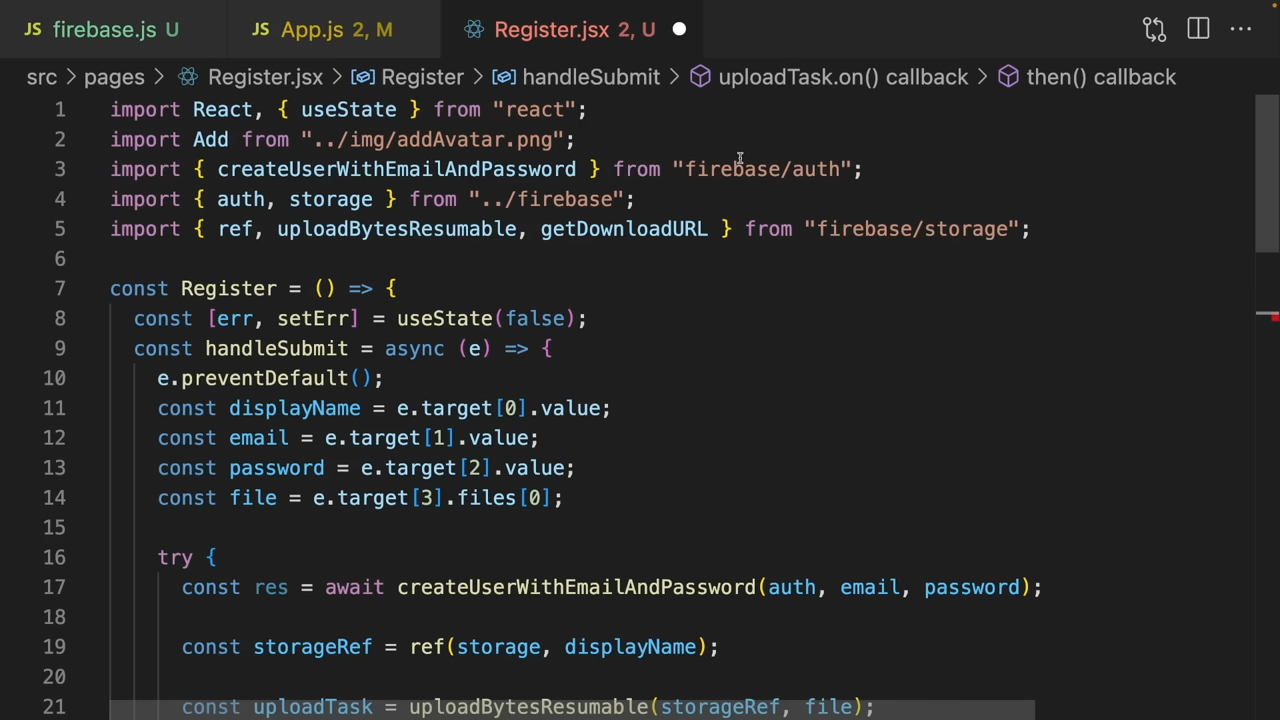 JS firebase.js U JS App.js 2, M Register.jsx 2, U
src > pages > Register.jsx > Register > handleSubmit > uploadTask.on() callback > then() callback
1 import React, { useState } from "react";
2 import Add from "../img/addAvatar.png";
3 import { createUserWithEmailAndPassword } from "firebase/auth";
4 import { auth, storage } from "../firebase";
5 import { ref, uploadBytesResumable, getDownloadURL } from "firebase/storage";
6
7 const Register = () => {
8 const [err, setErr] = useState(false);
9 const handleSubmit = async (e) => {
10 e.preventDefault();
11 const displayName = e.target[0].value;
12 const email = e.target[1].value;
13 const password = e.target[2].value;
14 const file = e.target[3].files[0];
15
16 try {
17 const res = await createUserWithEmailAndPassword(auth, email, password);
18
19 const storageRef = ref(storage, displayName);
20
21 const uploadTask = uploadBytesResumable(storageRef, file);